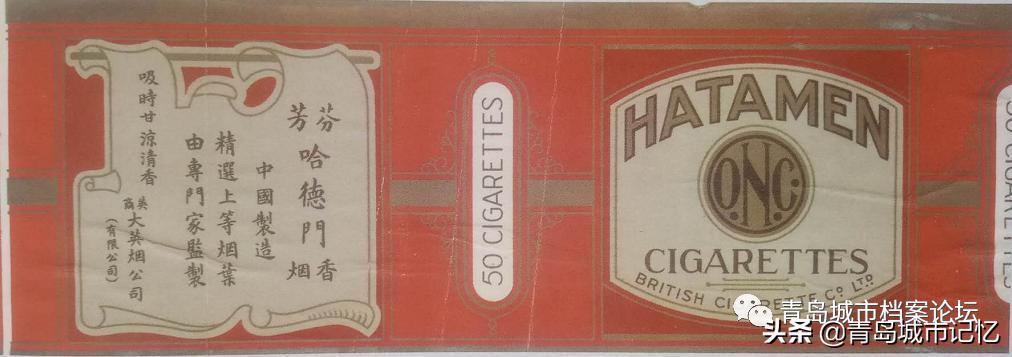 芬芳
哈德門
香烟
中國製造
精選上等烟葉
由專門家監製
吸時甘涼清香
英商
大英烟公司
(有限公司)
50 CIGARETTES
HATAMEN
O.N.C.
CIGARETTES
BRITISH CIGARETTE Co LTD
50 CIGARETTES
青岛城市档案论坛
头条 @青岛城市记忆